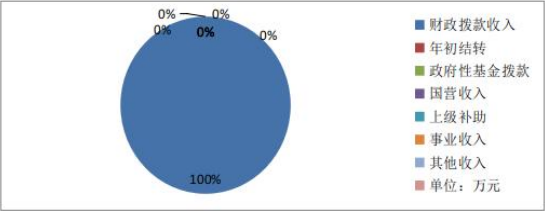 0%
0%
0%
0%
0%
100%
财政拨款收入
年初结转
政府性基金拨款
国营收入
上级补助
事业收入
其他收入
单位：万元